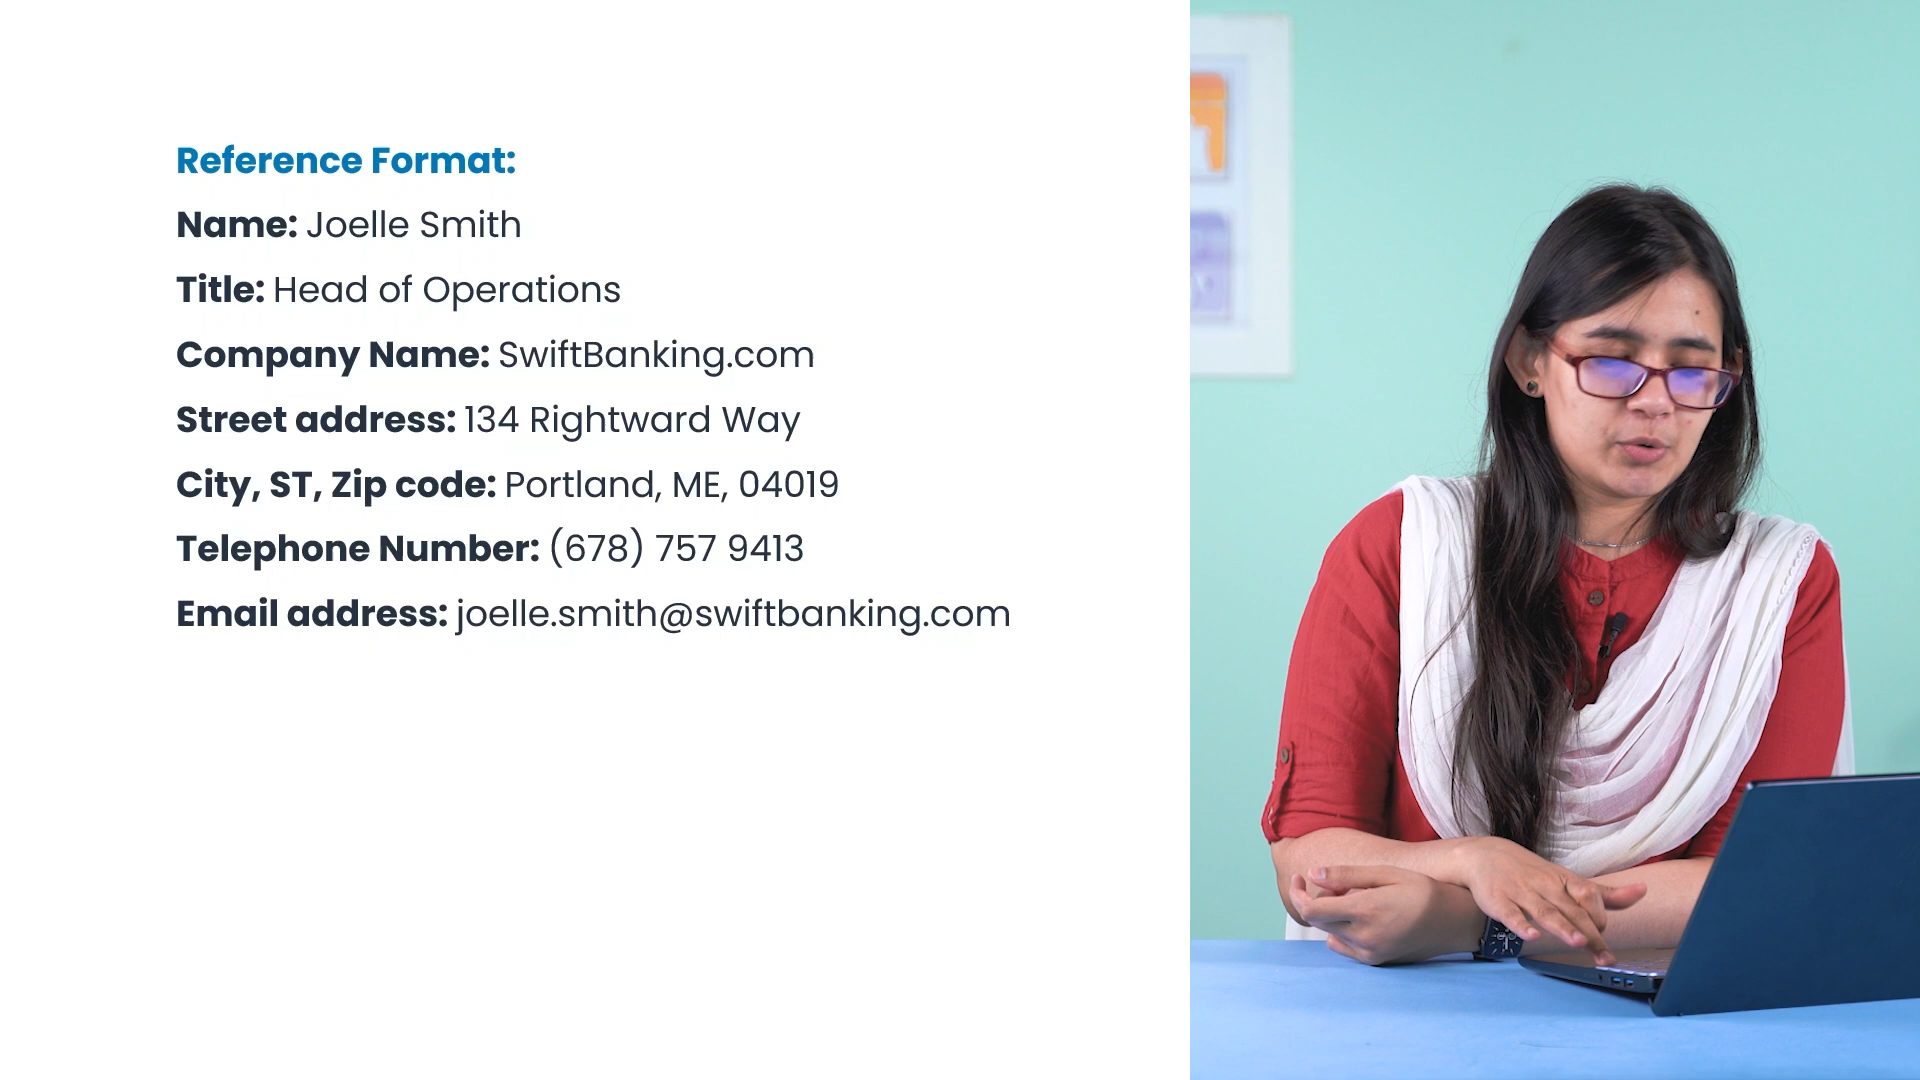 Reference Format:
Name: Joelle Smith
Title: Head of Operations
Company Name: SwiftBanking.com
Street address: 134 Rightward Way
City, ST, Zip code: Portland, ME, 04019
Telephone Number: (678) 757 9413
Email address: joelle.smith@swiftbanking.com